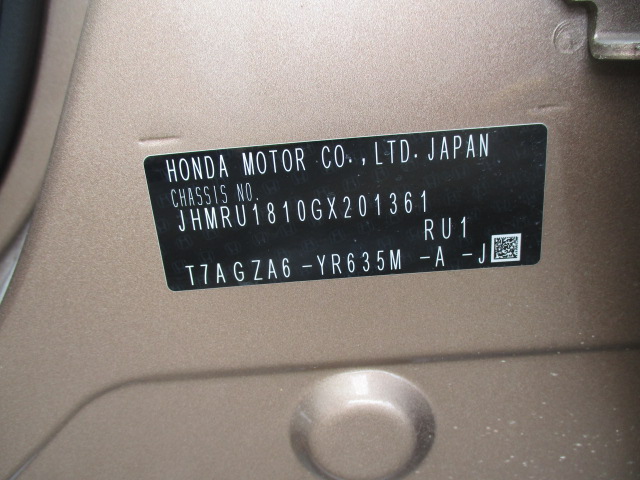 HONDA MOTOR CO.,LTD.JAPAN
CHASSIS NO.
JHMRU1810GX201361
RU1
T7AGZA6-YR635M -A -J